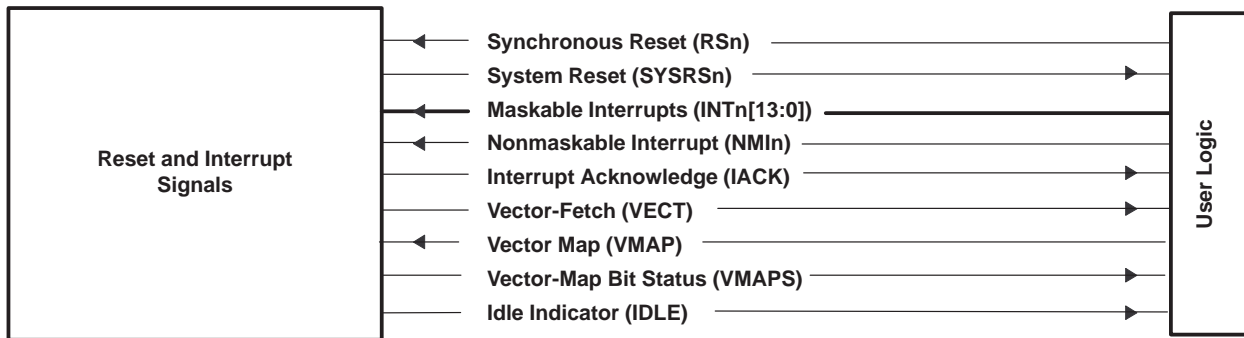 Reset and Interrupt
Signals
Synchronous Reset (RSn)
System Reset (SYSRSn)
Maskable Interrupts (INTn[13:0])
Nonmaskable Interrupt (NMIn)
Interrupt Acknowledge (IACK)
Vector-Fetch (VECT)
Vector Map (VMAP)
Vector-Map Bit Status (VMAPS)
Idle Indicator (IDLE)
User Logic